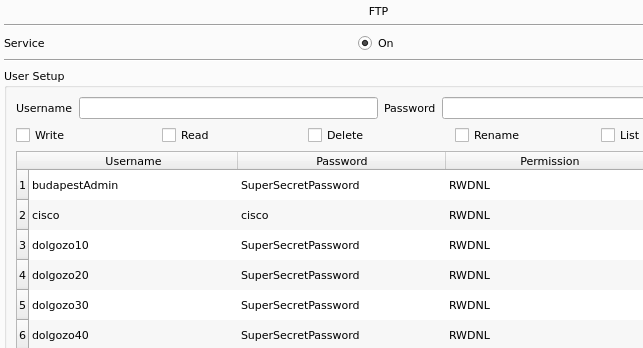 FTP
Service On
User Setup
Username Password
Write Read Delete Rename List
Username Password Permission
1 budapestAdmin SuperSecretPassword RWDNL
2 cisco cisco RWDNL
3 dolgozo10 SuperSecretPassword RWDNL
4 dolgozo20 SuperSecretPassword RWDNL
5 dolgozo30 SuperSecretPassword RWDNL
6 dolgozo40 SuperSecretPassword RWDNL